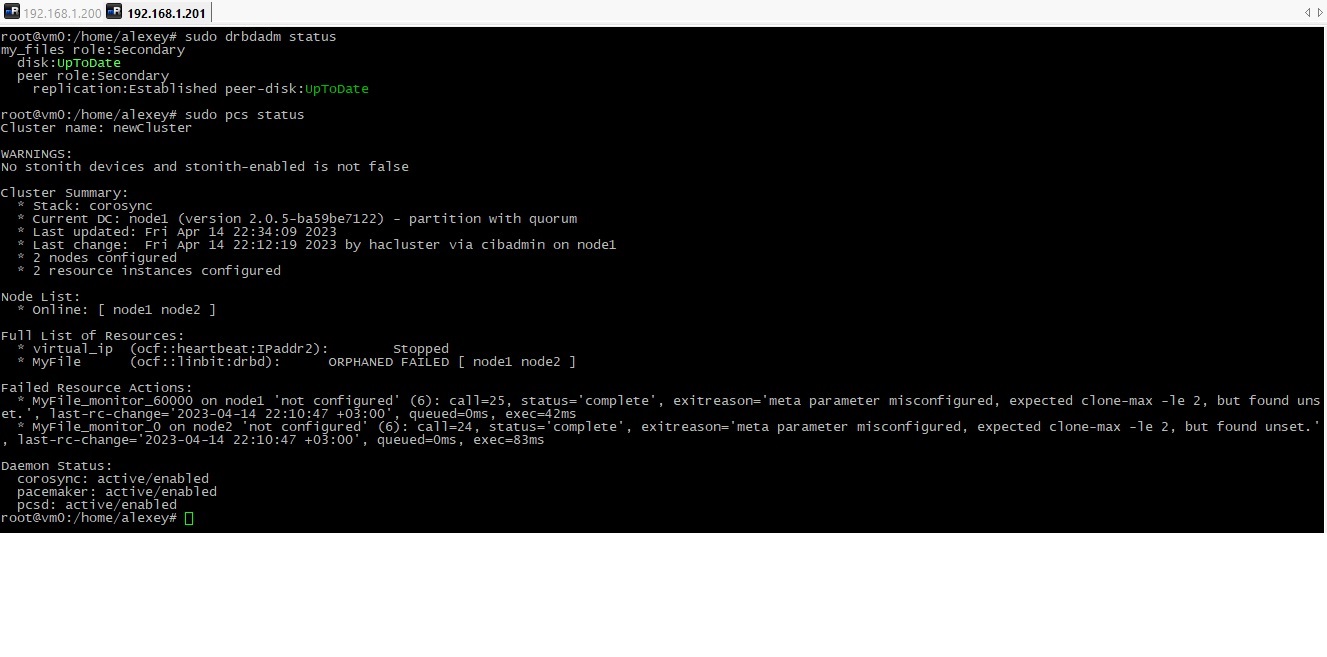 192.168.1.200 192.168.1.201
root@vm0:/home/alexey# sudo drbdadm status
my_files role:Secondary
  disk:UpToDate
  peer role:Secondary
    replication:Established peer-disk:UpToDate
root@vm0:/home/alexey# sudo pcs status
Cluster name: newCluster
WARNINGS:
No stonith devices and stonith-enabled is not false
Cluster Summary:
  * Stack: corosync
  * Current DC: node1 (version 2.0.5-ba59be7122) - partition with quorum
  * Last updated: Fri Apr 14 22:34:09 2023
  * Last change:  Fri Apr 14 22:12:19 2023 by hacluster via cibadmin on node1
  * 2 nodes configured
  * 2 resource instances configured
Node List:
  * Online: [ node1 node2 ]
Full List of Resources:
  * virtual_ip  (ocf::heartbeat:IPaddr2):        Stopped
  * MyFile      (ocf::linbit:drbd):      ORPHANED FAILED [ node1 node2 ]
Failed Resource Actions:
  * MyFile_monitor_60000 on node1 'not configured' (6): call=25, status='complete', exitreason='meta parameter misconfigured, expected clone-max -le 2, but found uns
et.', last-rc-change='2023-04-14 22:10:47 +03:00', queued=0ms, exec=42ms
  * MyFile_monitor_0 on node2 'not configured' (6): call=24, status='complete', exitreason='meta parameter misconfigured, expected clone-max -le 2, but found unset.'
, last-rc-change='2023-04-14 22:10:47 +03:00', queued=0ms, exec=83ms
Daemon Status:
  corosync: active/enabled
  pacemaker: active/enabled
  pcsd: active/enabled
root@vm0:/home/alexey#